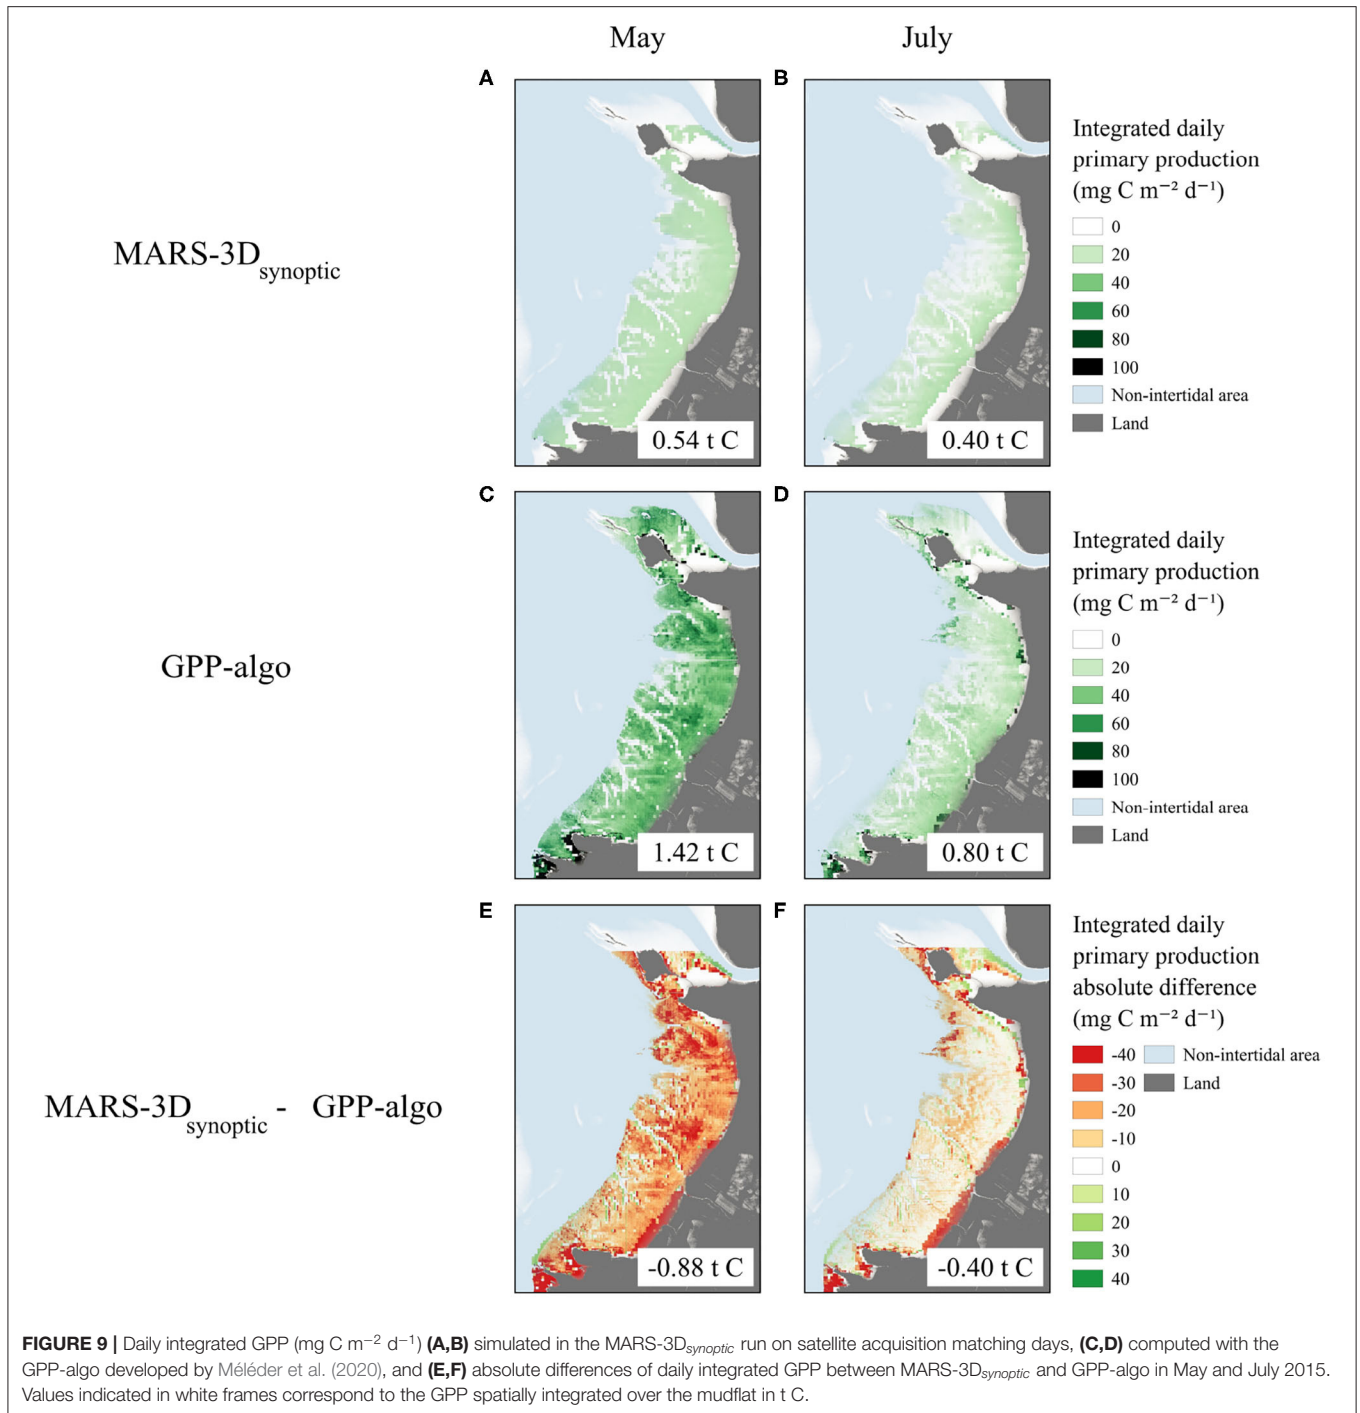 May
July
A
B
MARS-3Dsynoptic
0.54 t C
0.40 t C
Integrated daily
primary production
(mg C m⁻² d⁻¹)
0
20
40
60
80
100
Non-intertidal area
Land
C
D
GPP-algo
1.42 t C
0.80 t C
Integrated daily
primary production
(mg C m⁻² d⁻¹)
0
20
40
60
80
100
Non-intertidal area
Land
E
F
MARS-3Dsynoptic - GPP-algo
-0.88 t C
-0.40 t C
Integrated daily
primary production
absolute difference
(mg C m⁻² d⁻¹)
-40 Non-intertidal area
-30 Land
-20
-10
0
10
20
30
40
FIGURE 9 | Daily integrated GPP (mg C m⁻² d⁻¹) (A,B) simulated in the MARS-3Dsynoptic run on satellite acquisition matching days, (C,D) computed with the
GPP-algo developed by Méléder et al. (2020), and (E,F) absolute differences of daily integrated GPP between MARS-3Dsynoptic and GPP-algo in May and July 2015.
Values indicated in white frames correspond to the GPP spatially integrated over the mudflat in t C.